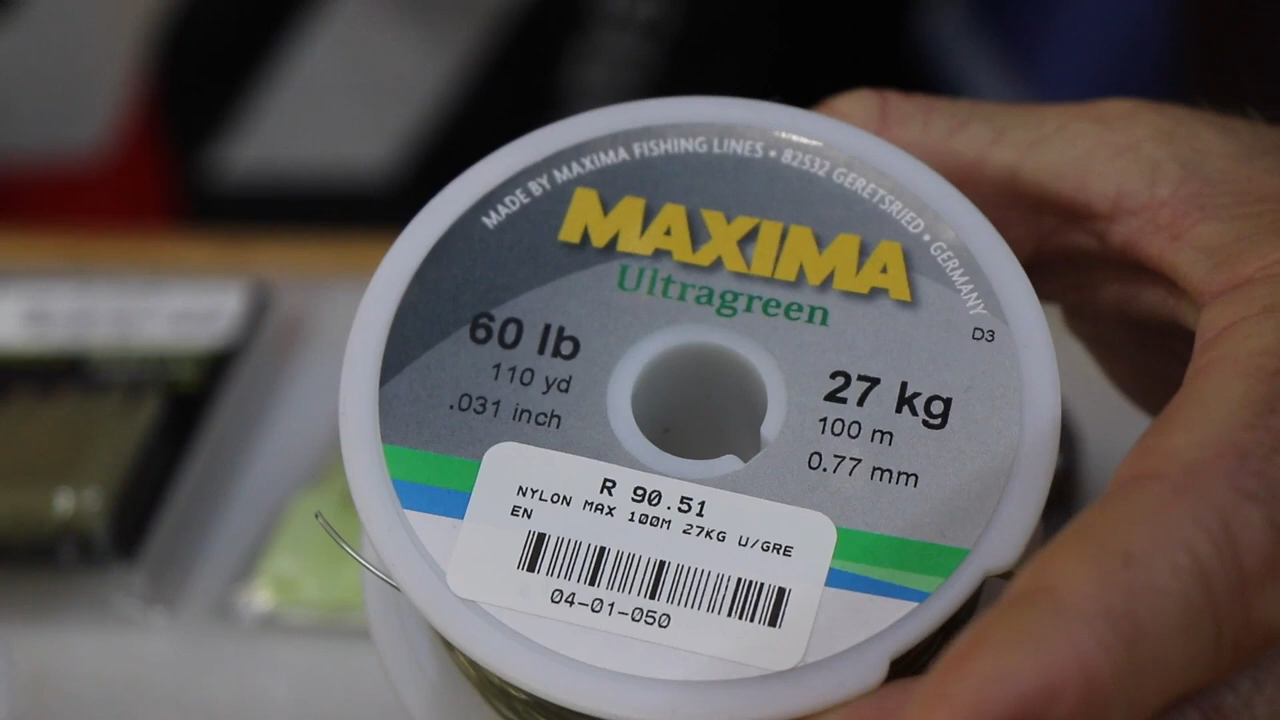 MADE BY MAXIMA FISHING LINES • 82532 GERETSRIED • GERMANY
MAXIMA
Ultragreen
D3
60 lb
110 yd
.031 inch
27 kg
100 m
0.77 mm
R 90.51
NYLON MAX 100M 27KG U/GRE
EN
04-01-050